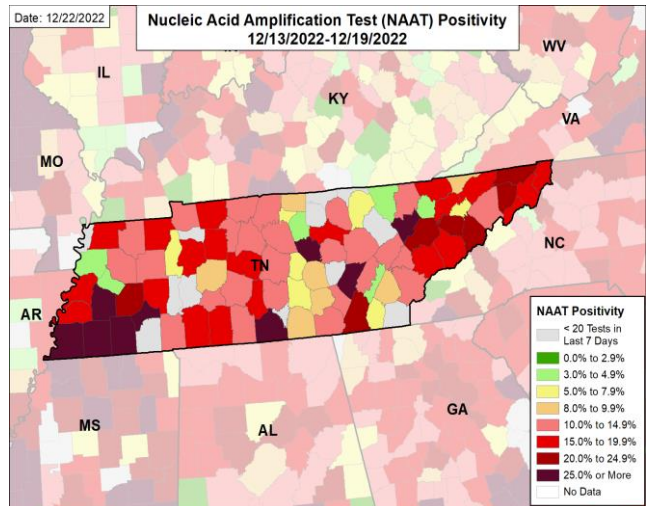 Date: 12/22/2022
Nucleic Acid Amplification Test (NAAT) Positivity
12/13/2022-12/19/2022
WV
IL
KY
VA
MO
TN
NC
AR
MS
AL
GA
NAAT Positivity
< 20 Tests in
Last 7 Days
0.0% to 2.9%
3.0% to 4.9%
5.0% to 7.9%
8.0% to 9.9%
10.0% to 14.9%
15.0% to 19.9%
20.0% to 24.9%
25.0% or More
No Data